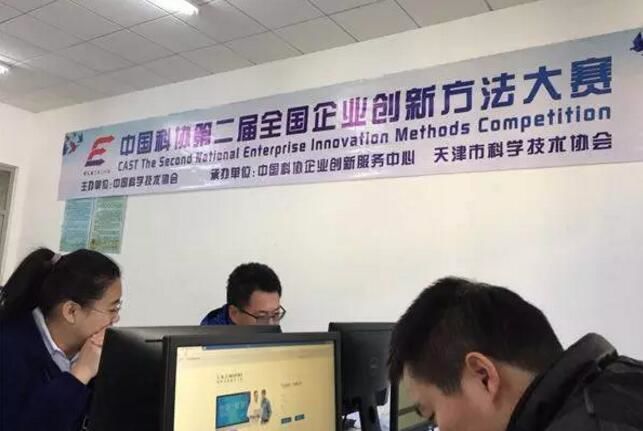 中国科协第二届全国企业创新方法大赛
CAST The Second National Enterprise Innovation Methods Competition
主办单位:中国科学技术协会 承办单位:中国科协企业创新服务中心 天津市科学技术协会